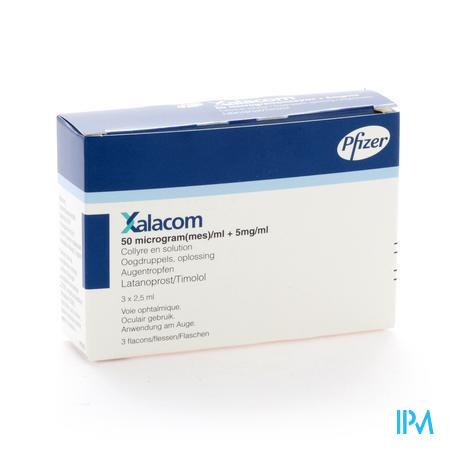 Xalacom
Pfizer
Xalacom
50 microgram(mes)/ml + 5mg/ml
Collyre en solution
Oogdruppels, oplossing
Augentropfen
Latanoprost/Timolol
3 x 2,5 ml
Voie ophtalmique.
Oculair gebruik.
Anwendung am Auge.
3 flacons/flessen/Flaschen
IPM